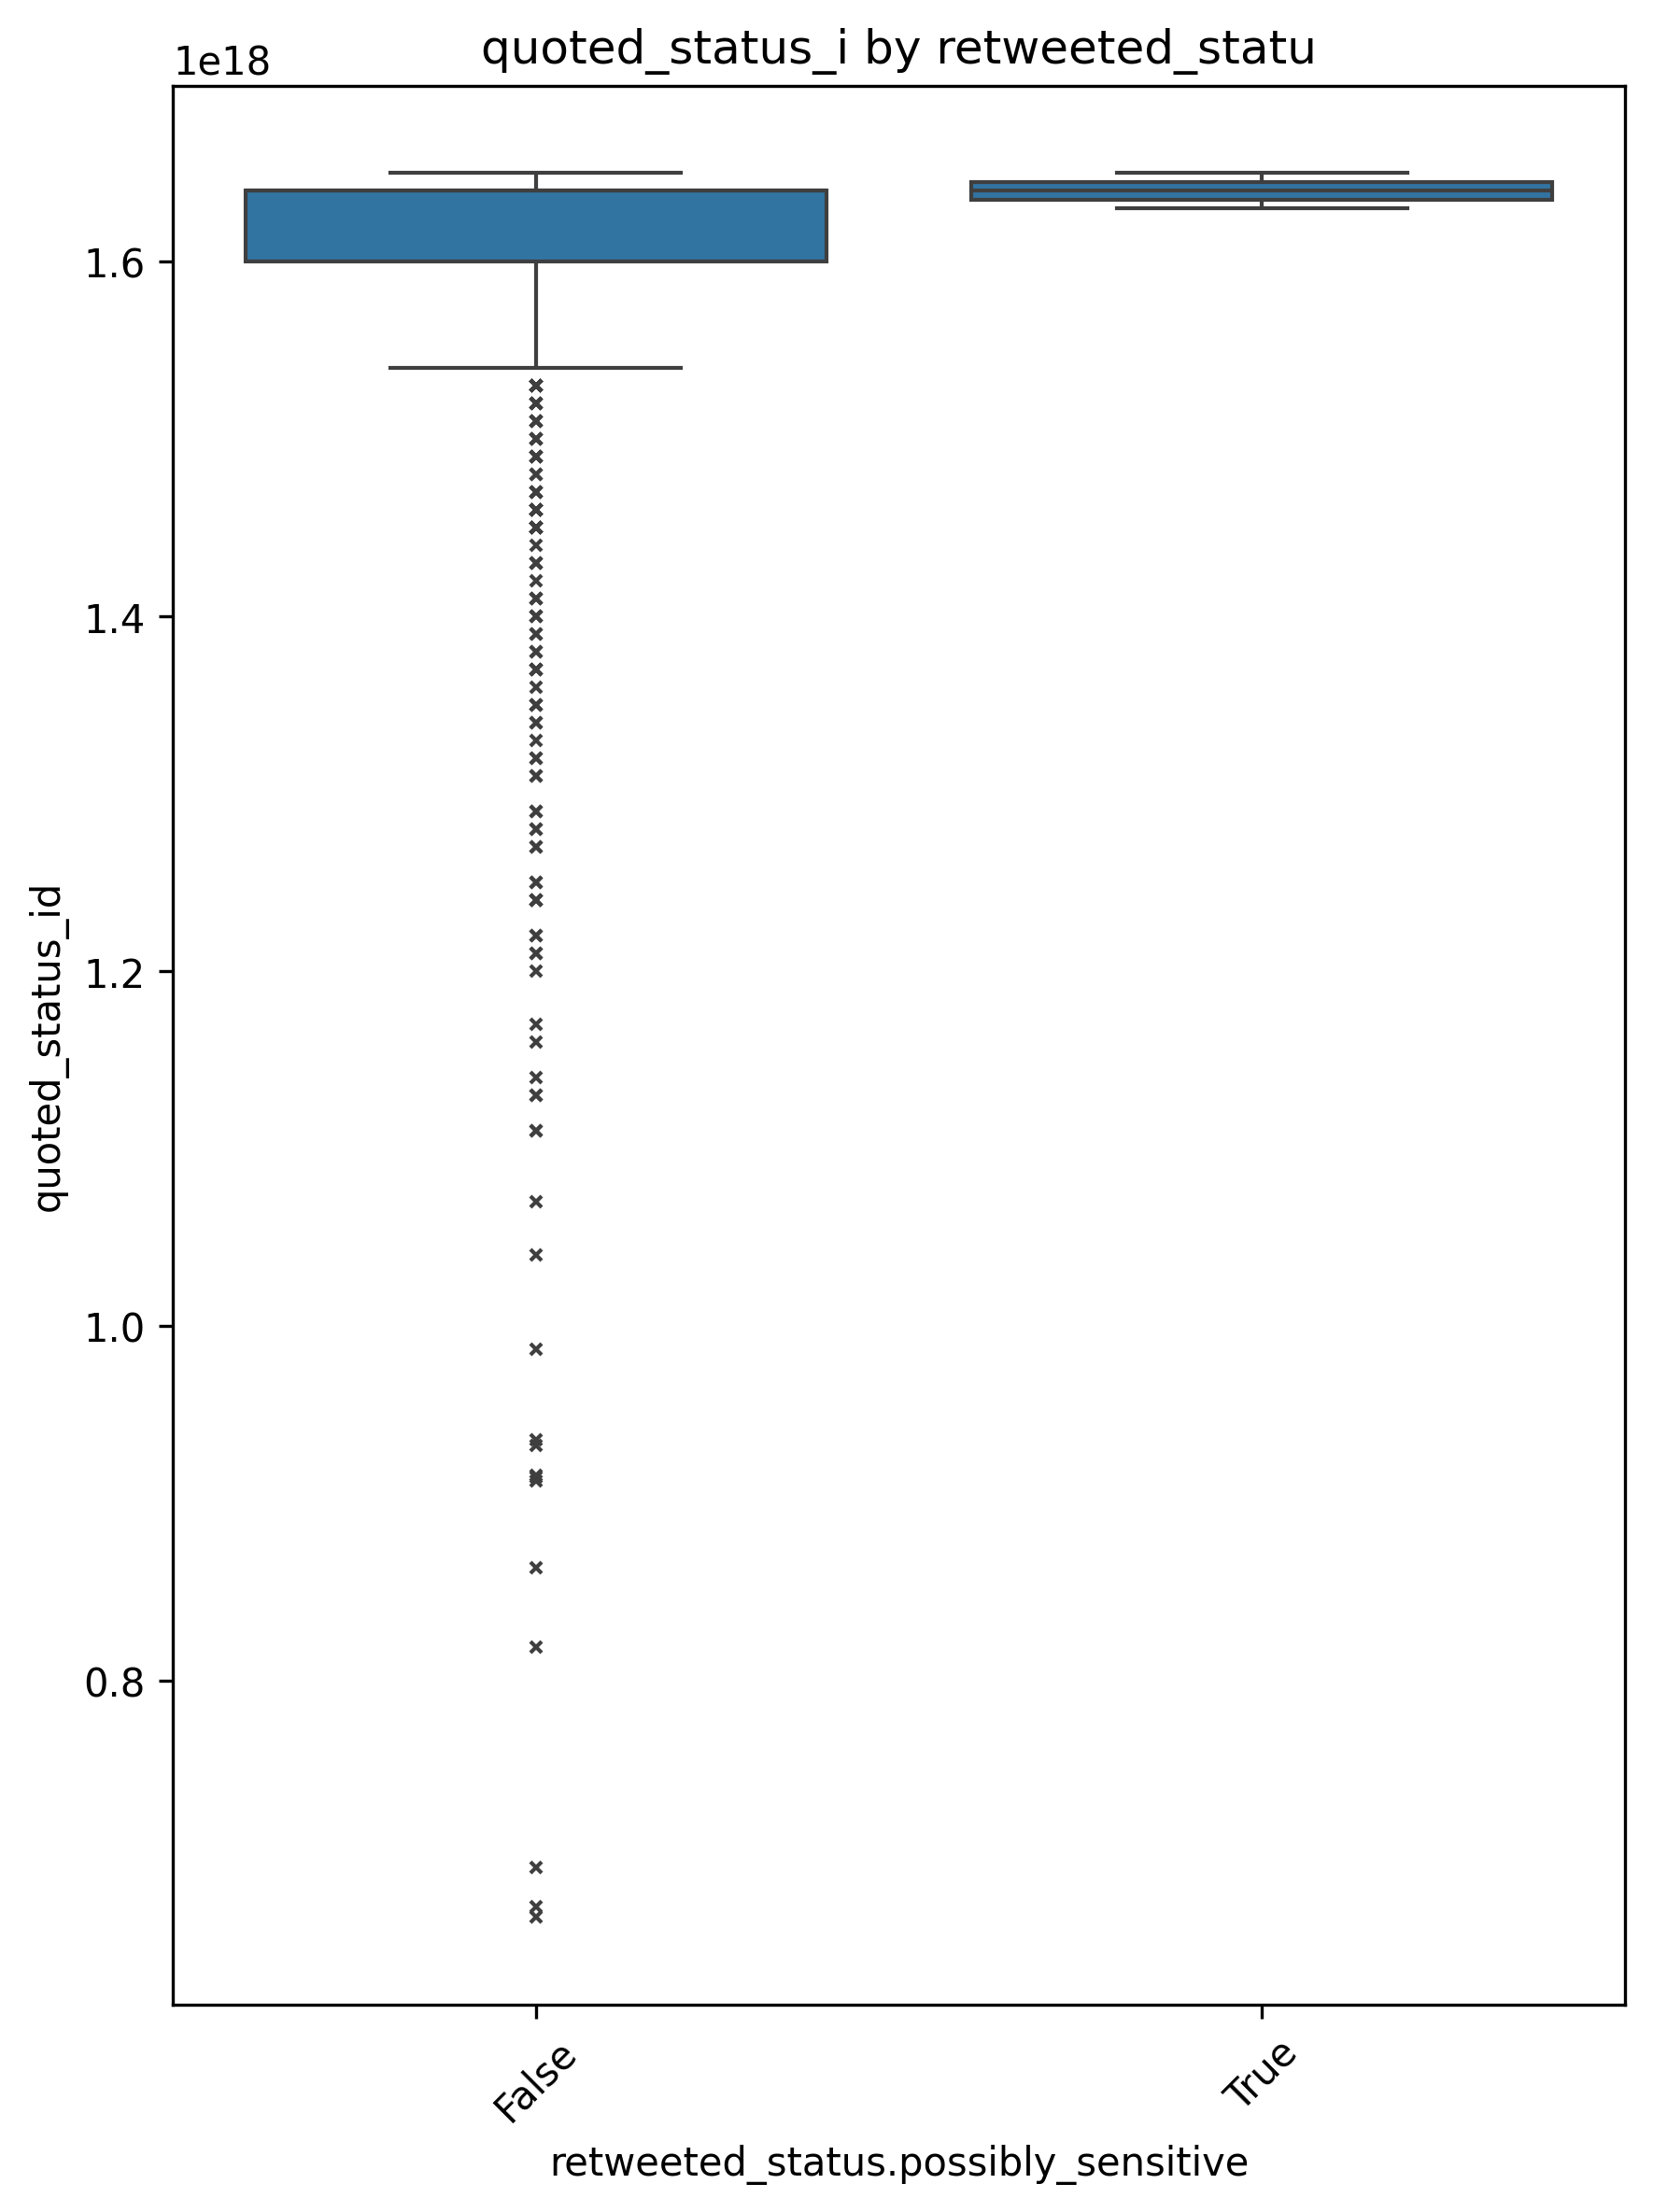 quoted_status_i by retweeted_statu
1e18
1.6
1.4
1.2
1.0
0.8
quoted_status_id
False
True
retweeted_status.possibly_sensitive